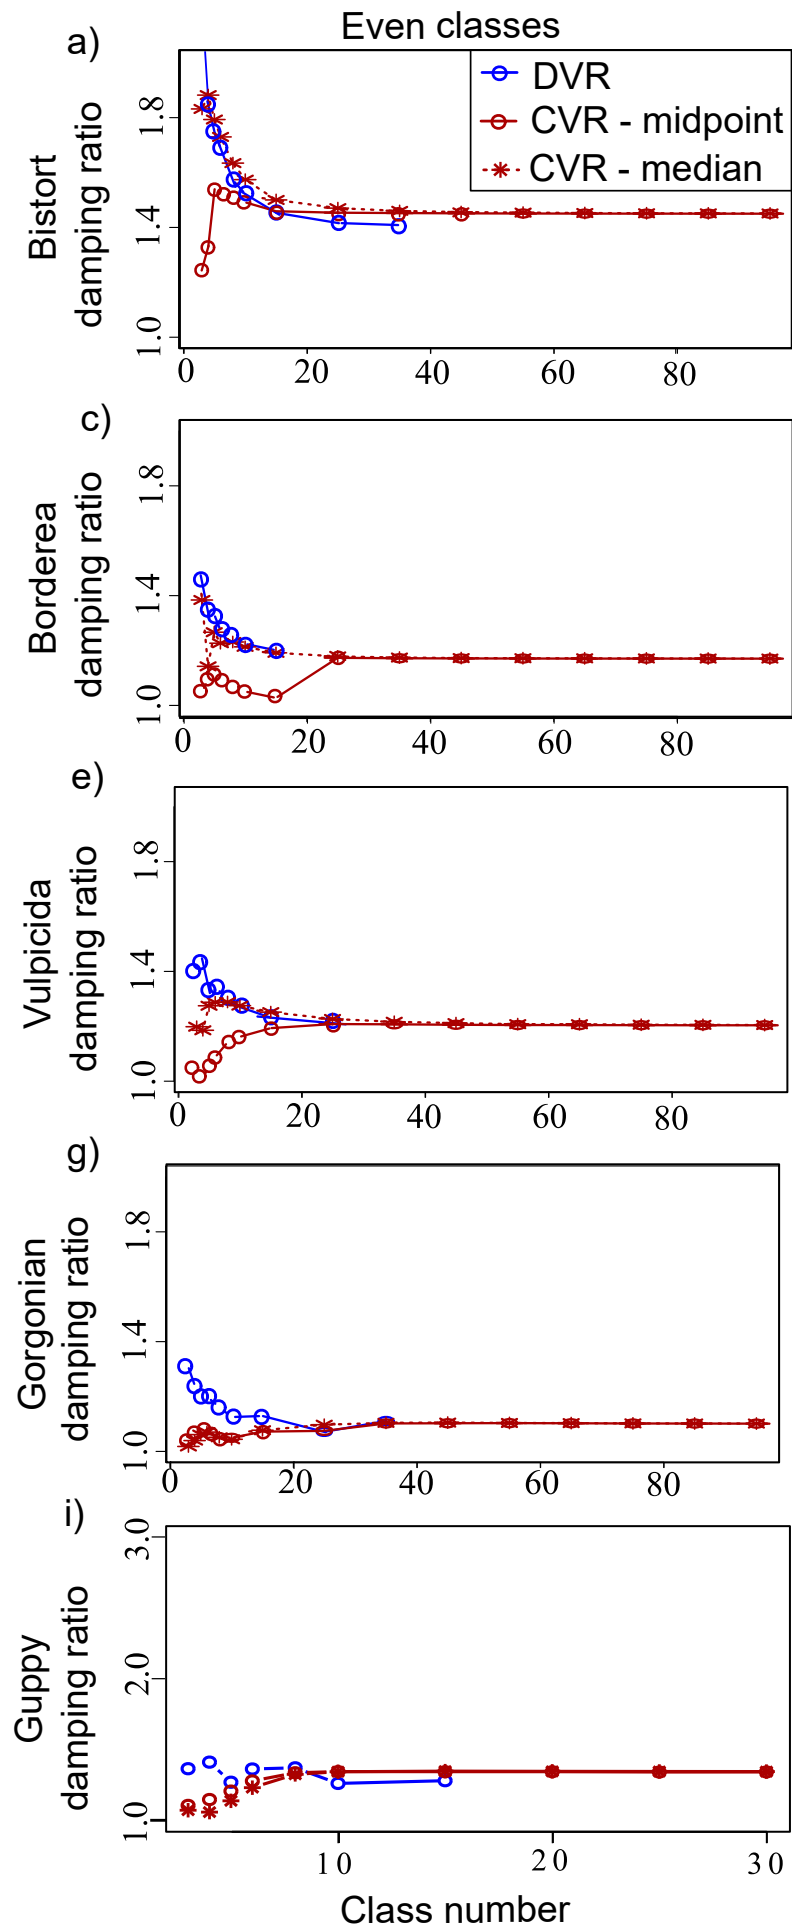 Even classes
a)
DVR
CVR - midpoint
CVR - median
Bistort
damping ratio
1.8
1.4
1.0
0 20 40 60 80
c)
Borderea
damping ratio
1.8
1.4
1.0
0 20 40 60 80
e)
Vulpicida
damping ratio
1.8
1.4
1.0
0 20 40 60 80
g)
Gorgonian
damping ratio
1.8
1.4
1.0
0 20 40 60 80
i)
Guppy
damping ratio
3.0
2.0
1.0
10 20 30
Class number